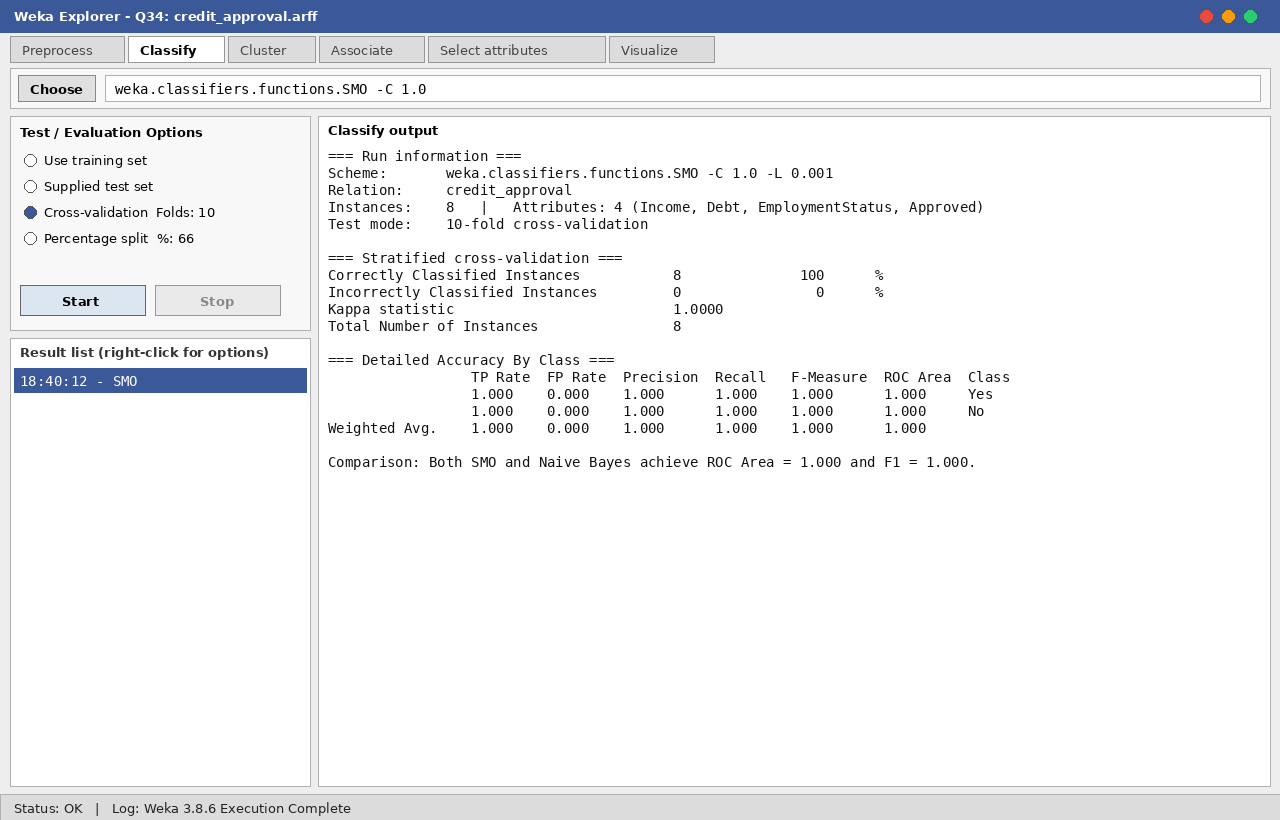 Weka Explorer - Q34: credit_approval.arff
Preprocess Classify Cluster Associate Select attributes Visualize
Choose weka.classifiers.functions.SMO -C 1.0
Test / Evaluation Options
Use training set
Supplied test set
Cross-validation  Folds: 10
Percentage split  %: 66
Start Stop
Result list (right-click for options)
18:40:12 - SMO
Classify output
=== Run information ===
Scheme:       weka.classifiers.functions.SMO -C 1.0 -L 0.001
Relation:     credit_approval
Instances:    8   |   Attributes: 4 (Income, Debt, EmploymentStatus, Approved)
Test mode:    10-fold cross-validation
=== Stratified cross-validation ===
Correctly Classified Instances           8              100      %
Incorrectly Classified Instances         0                0      %
Kappa statistic                          1.0000
Total Number of Instances                8
=== Detailed Accuracy By Class ===
                 TP Rate  FP Rate  Precision  Recall   F-Measure  ROC Area  Class
                 1.000    0.000    1.000      1.000    1.000      1.000     Yes
                 1.000    0.000    1.000      1.000    1.000      1.000     No
Weighted Avg.    1.000    0.000    1.000      1.000    1.000      1.000
Comparison: Both SMO and Naive Bayes achieve ROC Area = 1.000 and F1 = 1.000.
Status: OK   |   Log: Weka 3.8.6 Execution Complete